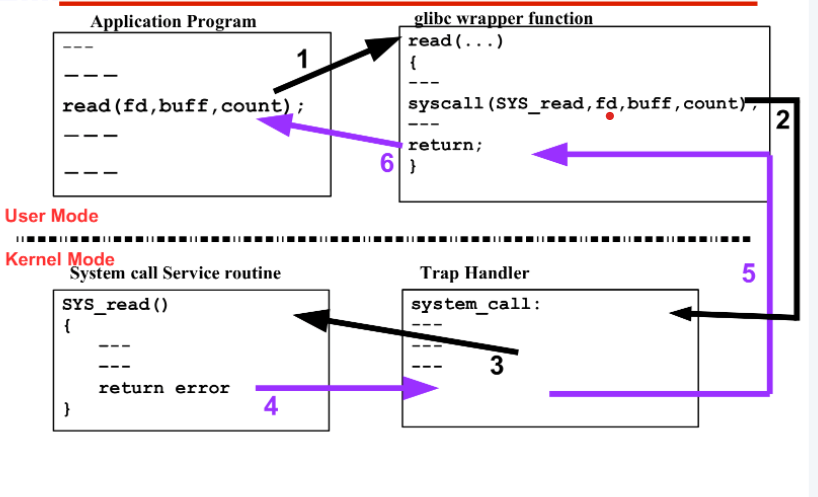 Application Program
---
---
read(fd,buff,count);
---
---
1
glibc wrapper function
read(...)
{
---
syscall(SYS_read,fd,buff,count);
---
return;
}
2
6
User Mode
Kernel Mode
5
System call Service routine
SYS_read()
{
---
---
return error
}
4
Trap Handler
system_call:
---
---
---
3